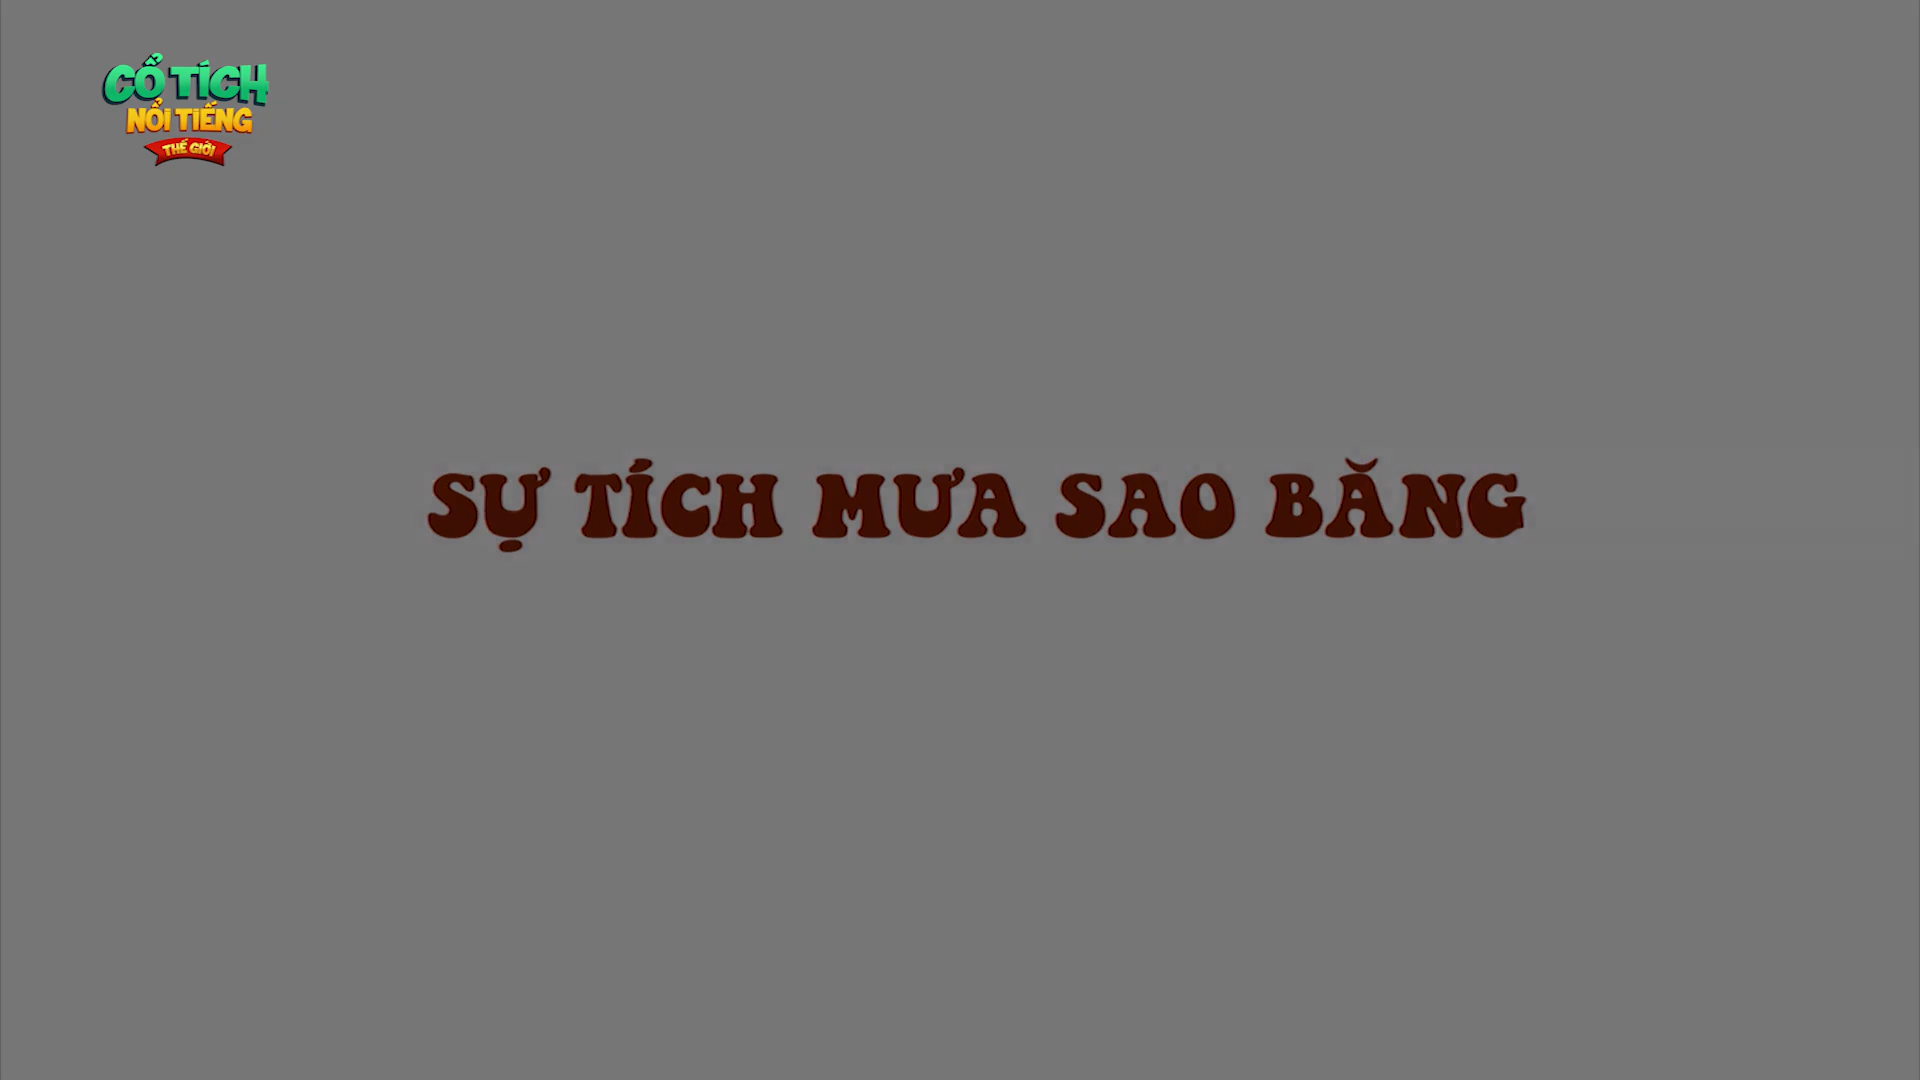 CỔ TÍCH
NỔI TIẾNG
THẾ GIỚI
SỰ TÍCH MƯA SAO BĂNG